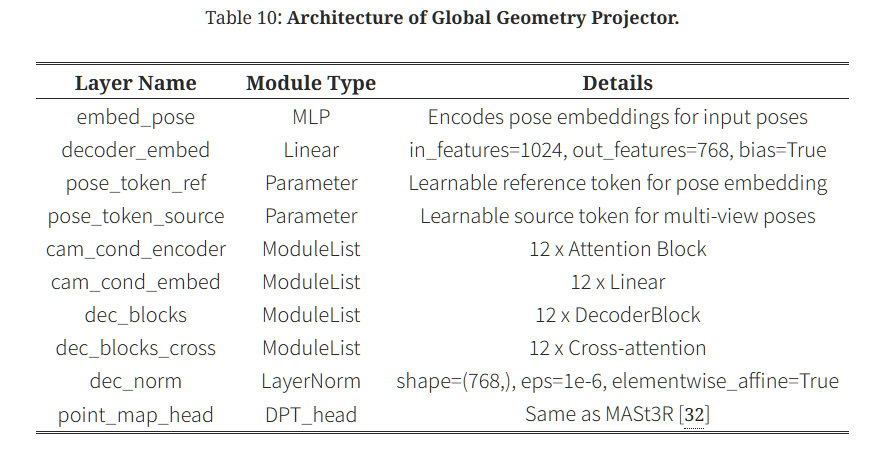 Table 10: Architecture of Global Geometry Projector.
Layer Name Module Type Details
embed_pose MLP Encodes pose embeddings for input poses
decoder_embed Linear in_features=1024, out_features=768, bias=True
pose_token_ref Parameter Learnable reference token for pose embedding
pose_token_source Parameter Learnable source token for multi-view poses
cam_cond_encoder ModuleList 12 x Attention Block
cam_cond_embed ModuleList 12 x Linear
dec_blocks ModuleList 12 x DecoderBlock
dec_blocks_cross ModuleList 12 x Cross-attention
dec_norm LayerNorm shape=(768,), eps=1e-6, elementwise_affine=True
point_map_head DPT_head Same as MASt3R [32]